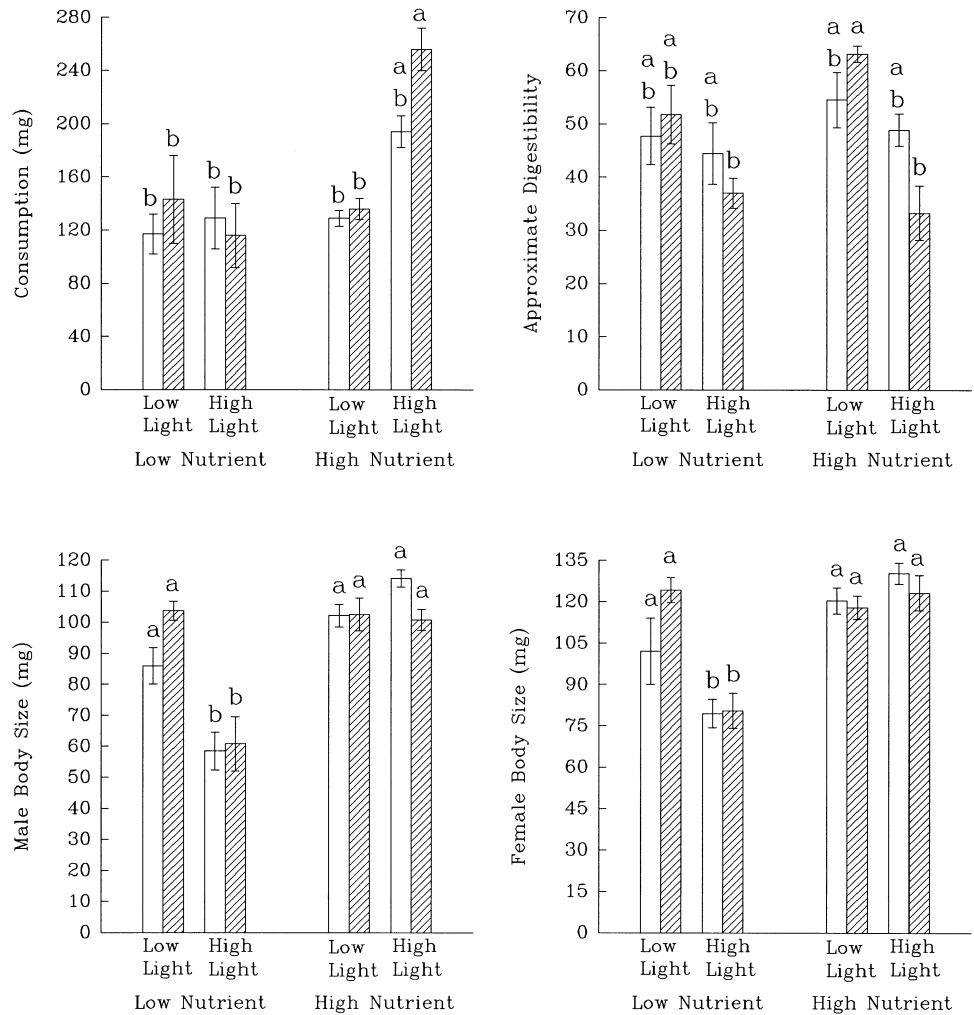 Consumption (mg)
280
240
200
160
120
80
40
0
b
b
b
b
b
b
a
b
a
Low
Light
High
Light
Low
Light
High
Light
Low Nutrient
High Nutrient
Approximate Digestibility
70
60
50
40
30
20
10
0
a
b
a
b
a
b
b
a
b
a
a
b
b
Low
Light
High
Light
Low
Light
High
Light
Low Nutrient
High Nutrient
Male Body Size (mg)
120
110
100
90
80
70
60
50
40
30
20
10
0
a
a
b
b
a
a
a
a
Low
Light
High
Light
Low
Light
High
Light
Low Nutrient
High Nutrient
Female Body Size (mg)
135
120
105
90
75
60
45
30
15
0
a
a
b
b
a
a
a
a
Low
Light
High
Light
Low
Light
High
Light
Low Nutrient
High Nutrient